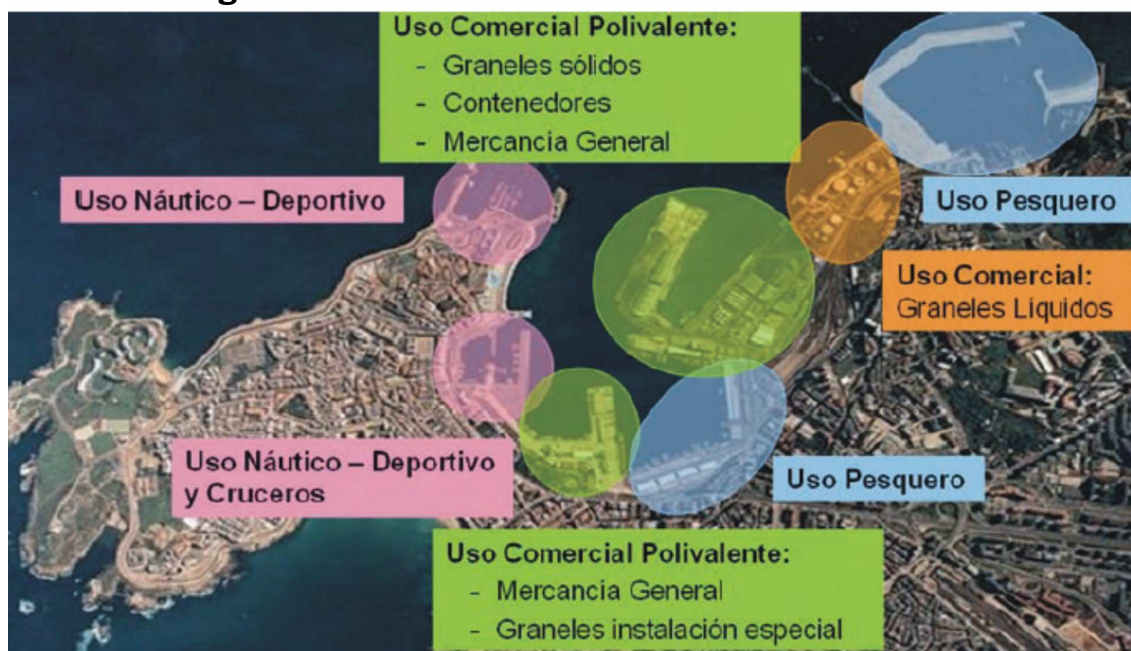 Uso Comercial Polivalente:
- Graneles sólidos
- Contenedores
- Mercancía General
Uso Náutico – Deportivo
Uso Pesquero
Uso Comercial:
Graneles Líquidos
Uso Náutico – Deportivo
y Cruceros
Uso Pesquero
Uso Comercial Polivalente:
- Mercancía General
- Graneles instalación especial